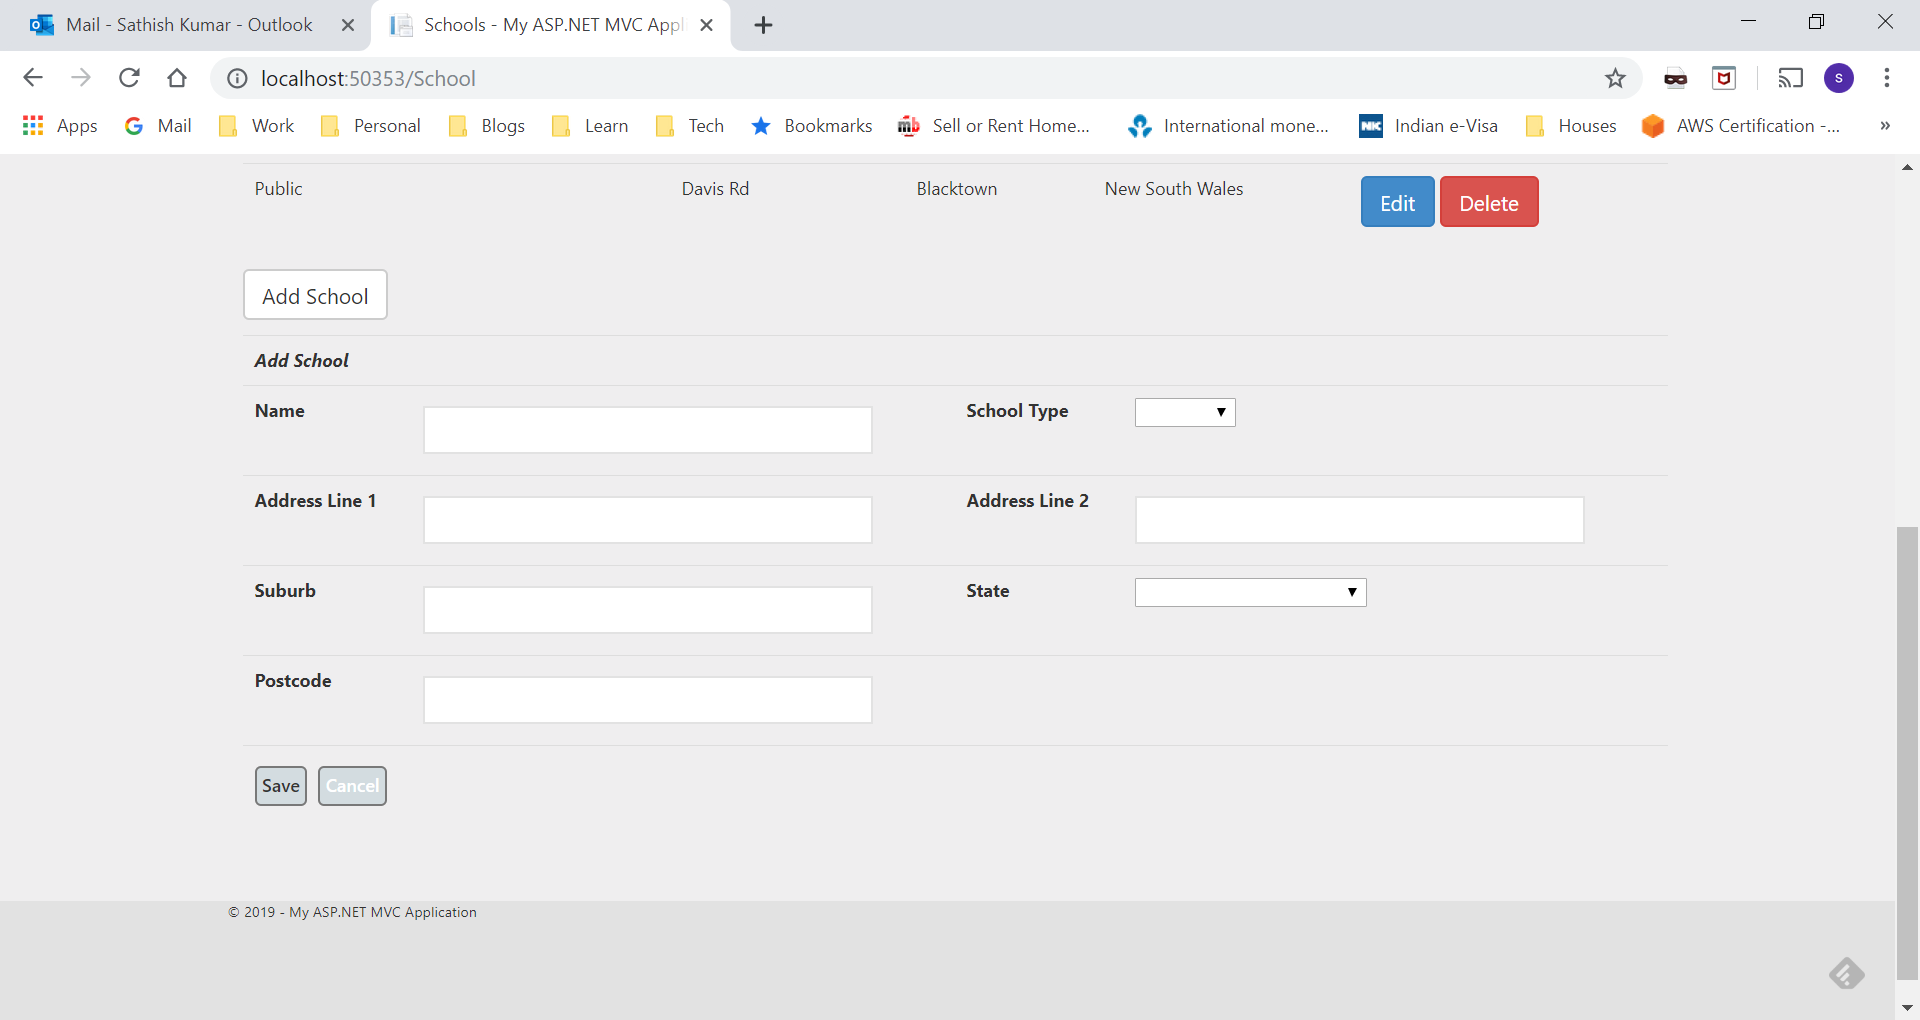 Mail - Sathish Kumar - Outlook
Schools - My ASP.NET MVC Appl
localhost:50353/School
S
Apps Mail Work Personal Blogs Learn Tech Bookmarks mb Sell or Rent Home... International mone... NIC Indian e-Visa Houses AWS Certification -... »
Public Davis Rd Blacktown New South Wales Edit Delete
Add School
Add School
Name School Type
Address Line 1 Address Line 2
Suburb State
Postcode
Save Cancel
© 2019 - My ASP.NET MVC Application